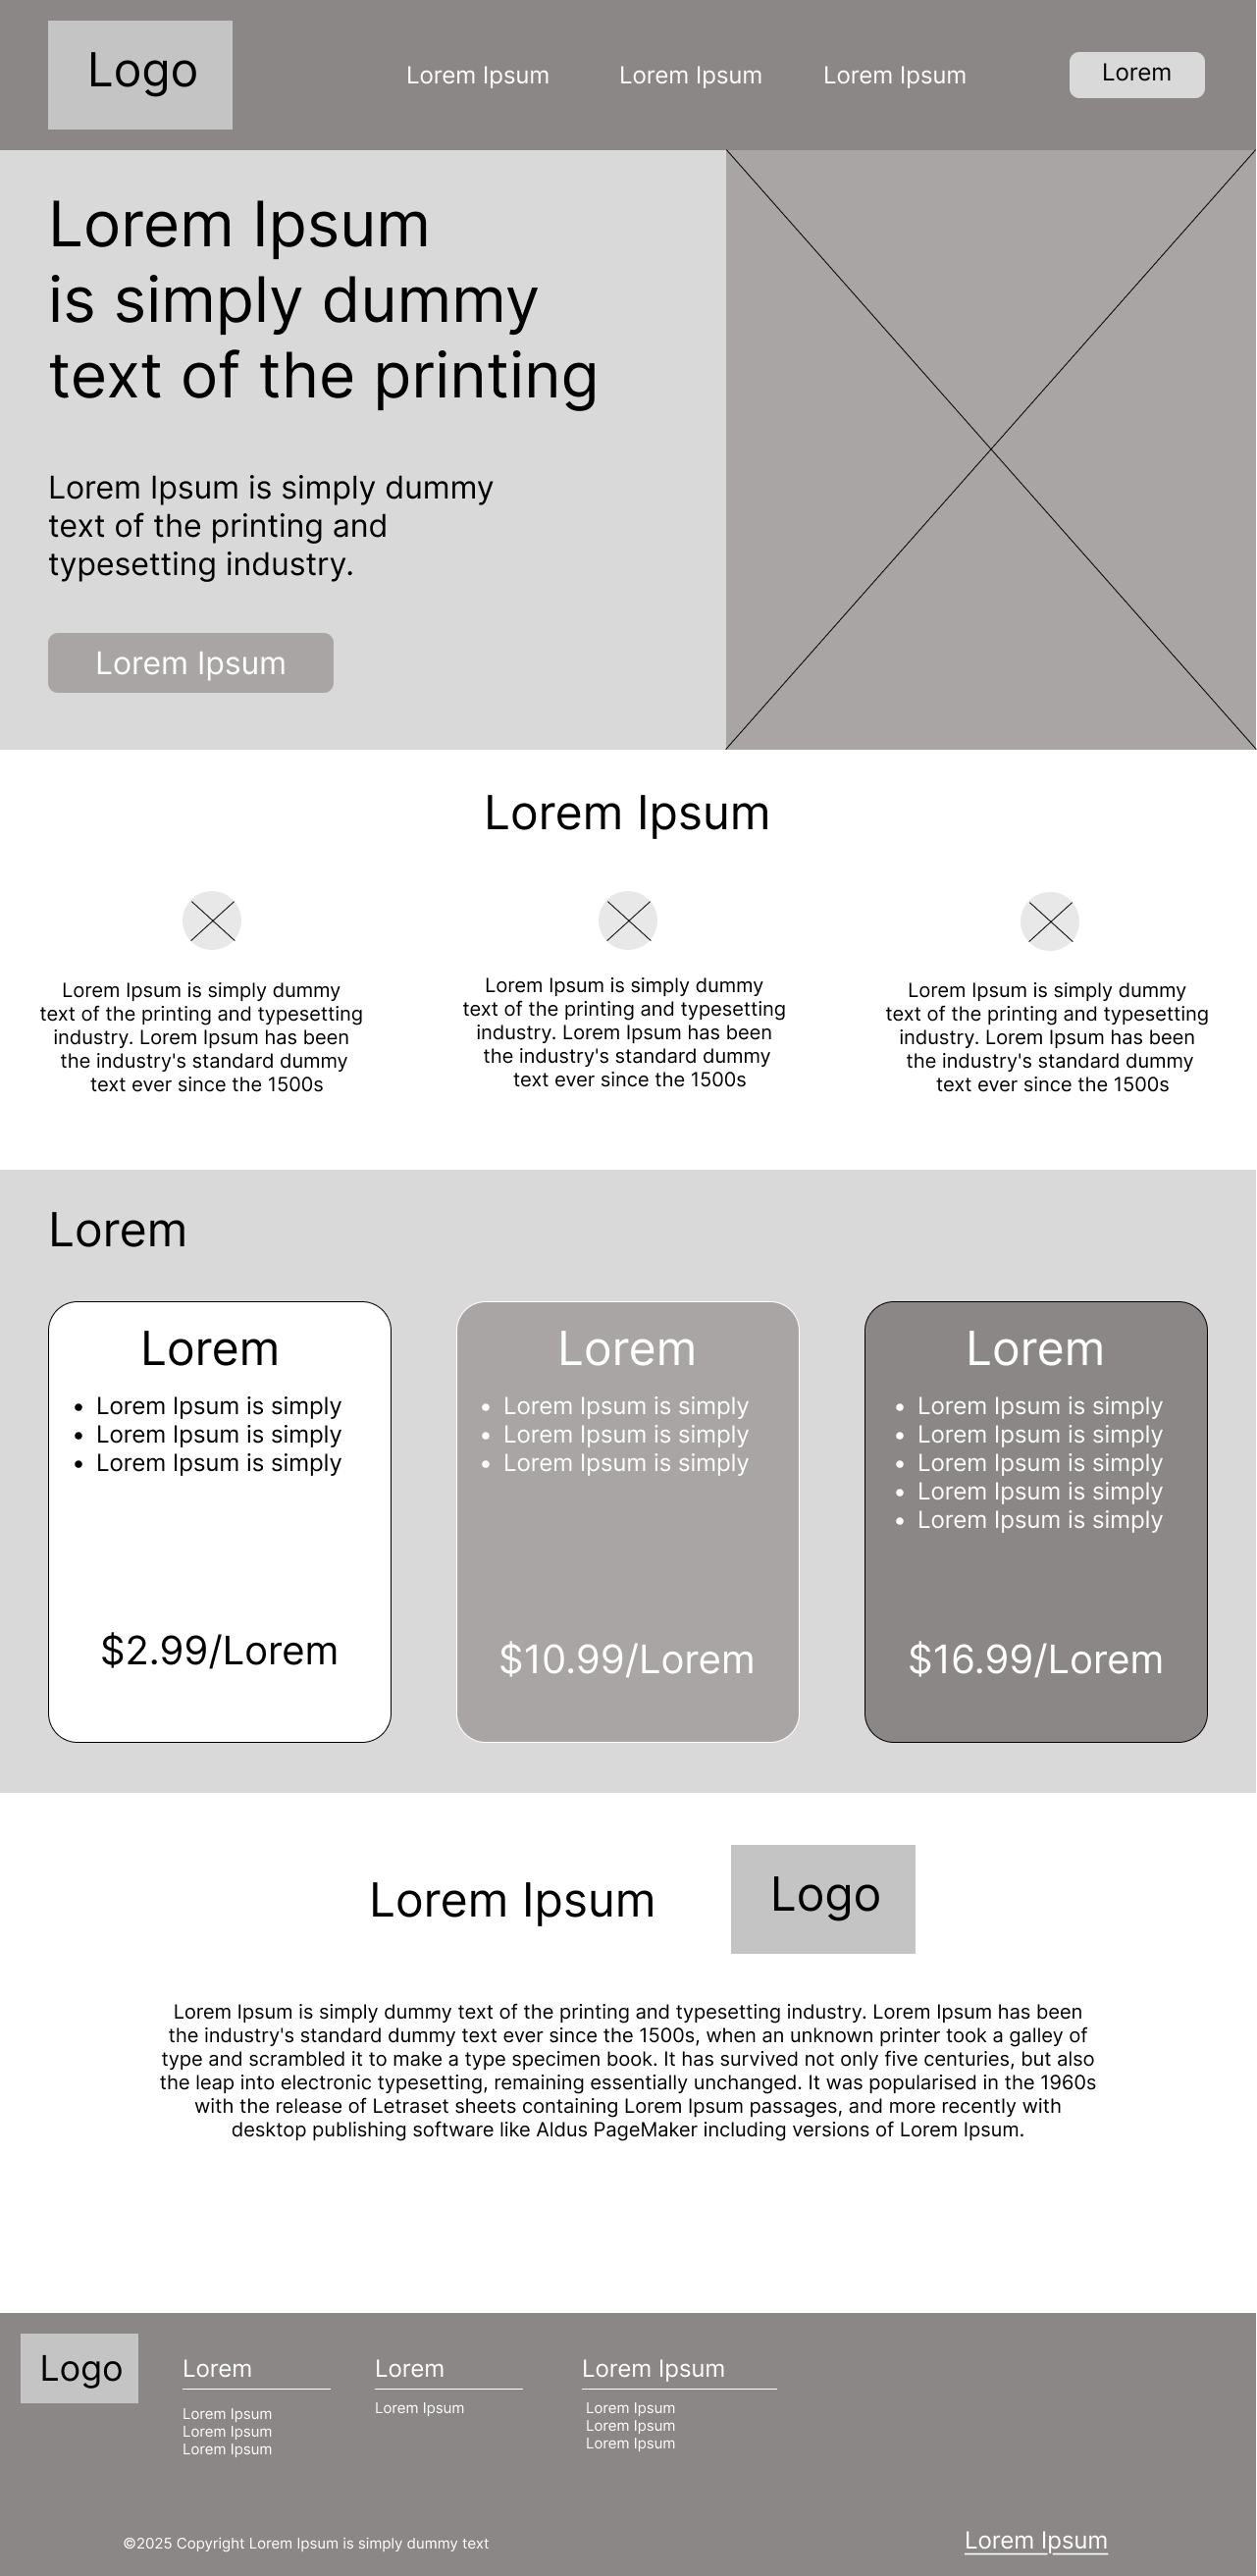 Logo
Lorem Ipsum
Lorem Ipsum
Lorem Ipsum
Lorem
Lorem Ipsum
is simply dummy
text of the printing
Lorem Ipsum is simply dummy
text of the printing and
typesetting industry.
Lorem Ipsum
Lorem Ipsum
Lorem Ipsum is simply dummy
text of the printing and typesetting
industry. Lorem Ipsum has been
the industry's standard dummy
text ever since the 1500s
Lorem Ipsum is simply dummy
text of the printing and typesetting
industry. Lorem Ipsum has been
the industry's standard dummy
text ever since the 1500s
Lorem Ipsum is simply dummy
text of the printing and typesetting
industry. Lorem Ipsum has been
the industry's standard dummy
text ever since the 1500s
Lorem
Lorem
• Lorem Ipsum is simply
• Lorem Ipsum is simply
• Lorem Ipsum is simply
$2.99/Lorem
Lorem
• Lorem Ipsum is simply
• Lorem Ipsum is simply
• Lorem Ipsum is simply
$10.99/Lorem
Lorem
• Lorem Ipsum is simply
• Lorem Ipsum is simply
• Lorem Ipsum is simply
• Lorem Ipsum is simply
• Lorem Ipsum is simply
$16.99/Lorem
Lorem Ipsum
Logo
Lorem Ipsum is simply dummy text of the printing and typesetting industry. Lorem Ipsum has been
the industry's standard dummy text ever since the 1500s, when an unknown printer took a galley of
type and scrambled it to make a type specimen book. It has survived not only five centuries, but also
the leap into electronic typesetting, remaining essentially unchanged. It was popularised in the 1960s
with the release of Letraset sheets containing Lorem Ipsum passages, and more recently with
desktop publishing software like Aldus PageMaker including versions of Lorem Ipsum.
Logo
Lorem
Lorem Ipsum
Lorem Ipsum
Lorem Ipsum
Lorem
Lorem Ipsum
Lorem Ipsum
Lorem Ipsum
Lorem Ipsum
Lorem Ipsum
©2025 Copyright Lorem Ipsum is simply dummy text
Lorem Ipsum